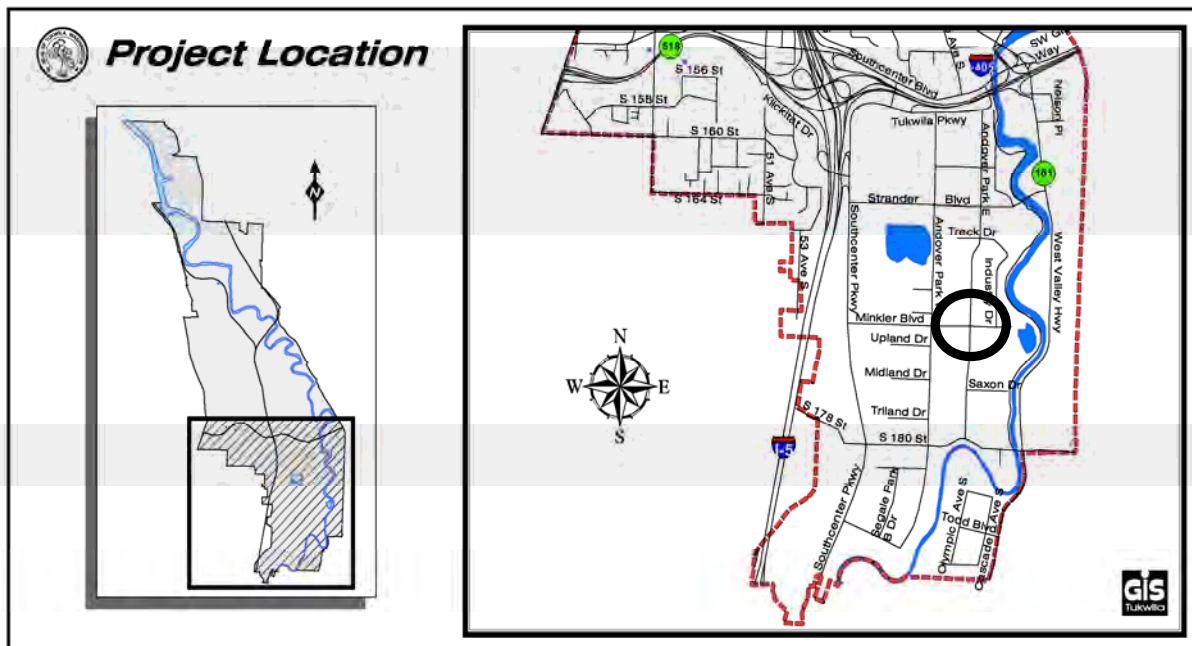 Project Location
N
518
S 156 St
S 158 St
S 160 St
S 164 St
Klickitat Dr
51 Ave S
53 Ave S
Southcenter Blvd
Ave S
I-405
SW
Way
Nelson Pl
Tukwila Pkwy
Andover Park E
181
Strander Blvd
Treck Dr
Southcenter Pkwy
Andover Park
Industry Dr
West Valley Hwy
Minkler Blvd
Upland Dr
Midland Dr
Saxon Dr
Triland Dr
S 178 St
S 180 St
I-5
N
W
E
S
Southcenter Pkwy
Segale Park
B Dr
Olympic Ave S
Todd Blvd
Cascade Ave S
GIS
Tukwila